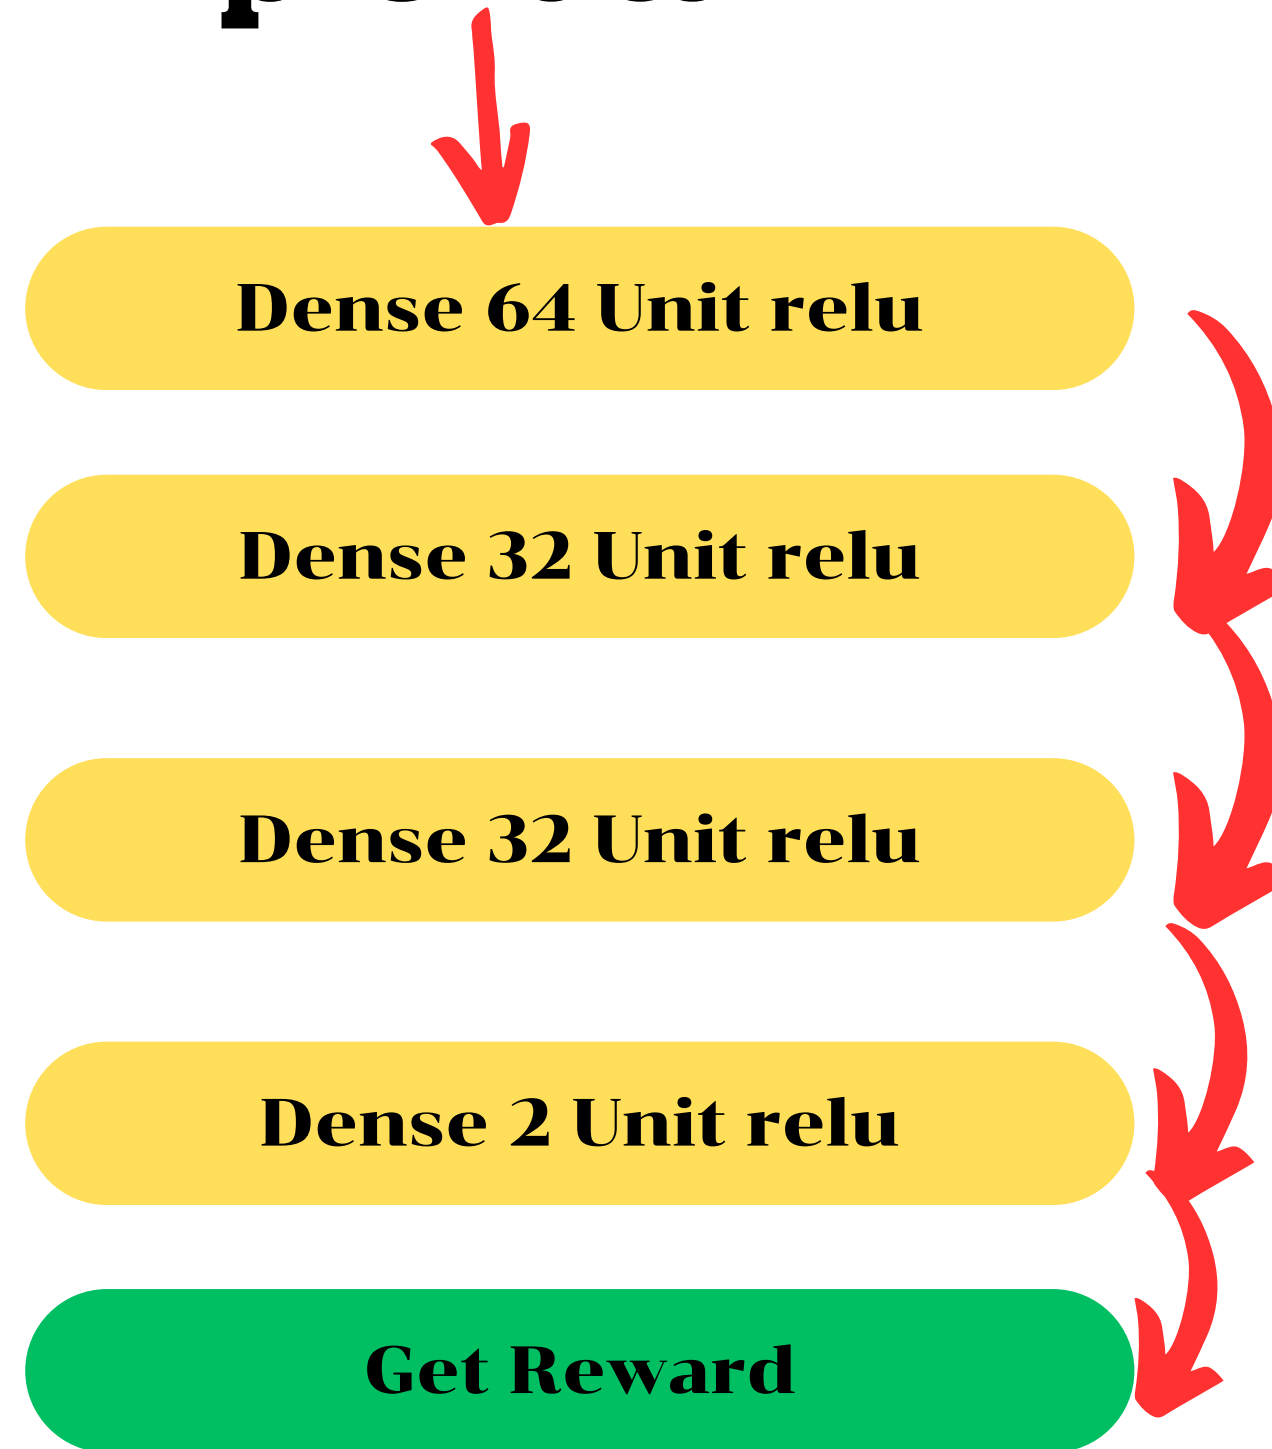 Dense 64 Unit relu
Dense 32 Unit relu
Dense 32 Unit relu
Dense 2 Unit relu
Get Reward